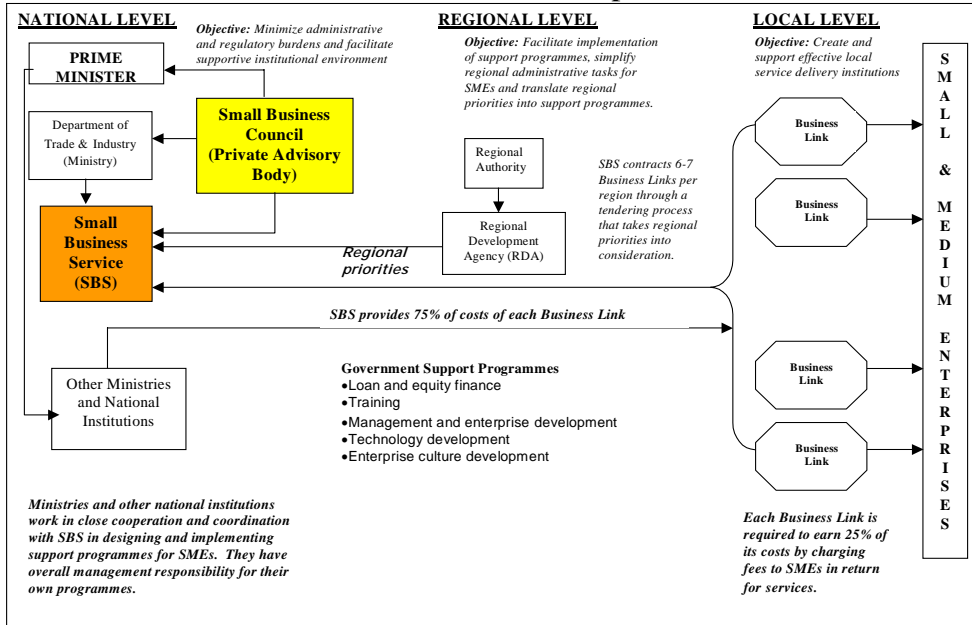 NATIONAL LEVEL
Objective: Minimize administrative
and regulatory burdens and facilitate
supportive institutional environment
PRIME
MINISTER
Department of
Trade & Industry
(Ministry)
Small Business
Council
(Private Advisory
Body)
Small
Business
Service
(SBS)
Other Ministries
and National
Institutions
Ministries and other national institutions
work in close cooperation and coordination
with SBS in designing and implementing
support programmes for SMEs. They have
overall management responsibility for their
own programmes.
REGIONAL LEVEL
Objective: Facilitate implementation
of support programmes, simplify
regional administrative tasks for
SMEs and translate regional
priorities into support programmes.
Regional
Authority
Regional
Development
Agency (RDA)
SBS contracts 6-7
Business Links per
region through a
tendering process
that takes regional
priorities into
consideration.
Regional
priorities
SBS provides 75% of costs of each Business Link
Government Support Programmes
•Loan and equity finance
•Training
•Management and enterprise development
•Technology development
•Enterprise culture development
LOCAL LEVEL
Objective: Create and
support effective local
service delivery institutions
Business
Link
Business
Link
Business
Link
Business
Link
Each Business Link is
required to earn 25% of
its costs by charging
fees to SMEs in return
for services.
SMALL & MEDIUM ENTERPRISES